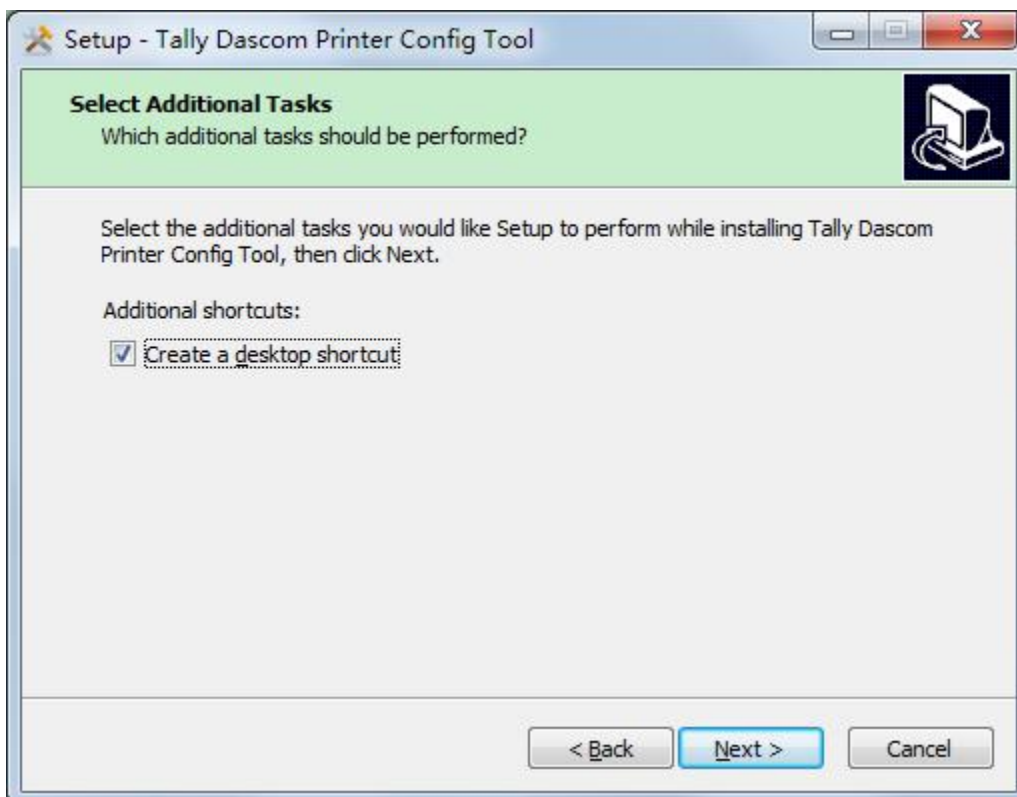 Setup - Tally Dascom Printer Config Tool
Select Additional Tasks
Which additional tasks should be performed?
Select the additional tasks you would like Setup to perform while installing Tally Dascom
Printer Config Tool, then click Next.
Additional shortcuts:
Create a desktop shortcut
< Back Next > Cancel